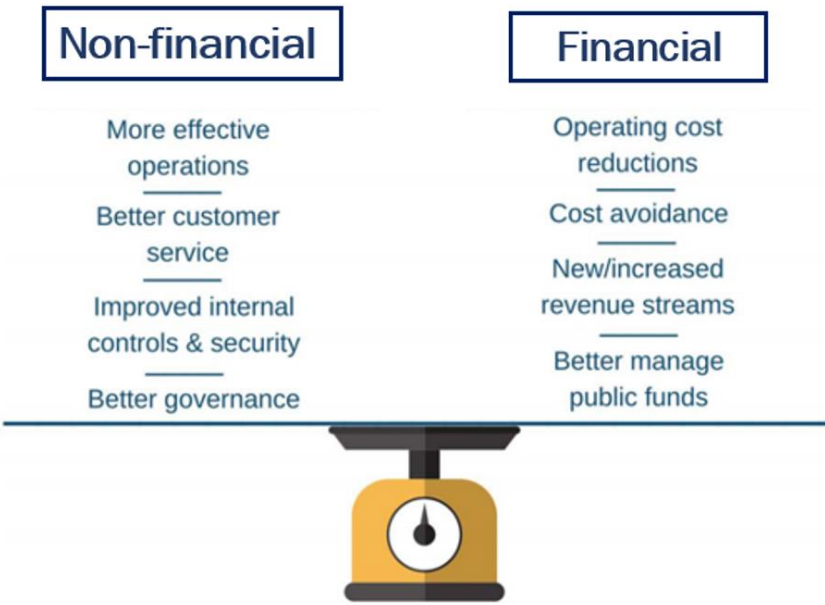 Non-financial
More effective
operations
Better customer
service
Improved internal
controls & security
Better governance
Financial
Operating cost
reductions
Cost avoidance
New/increased
revenue streams
Better manage
public funds